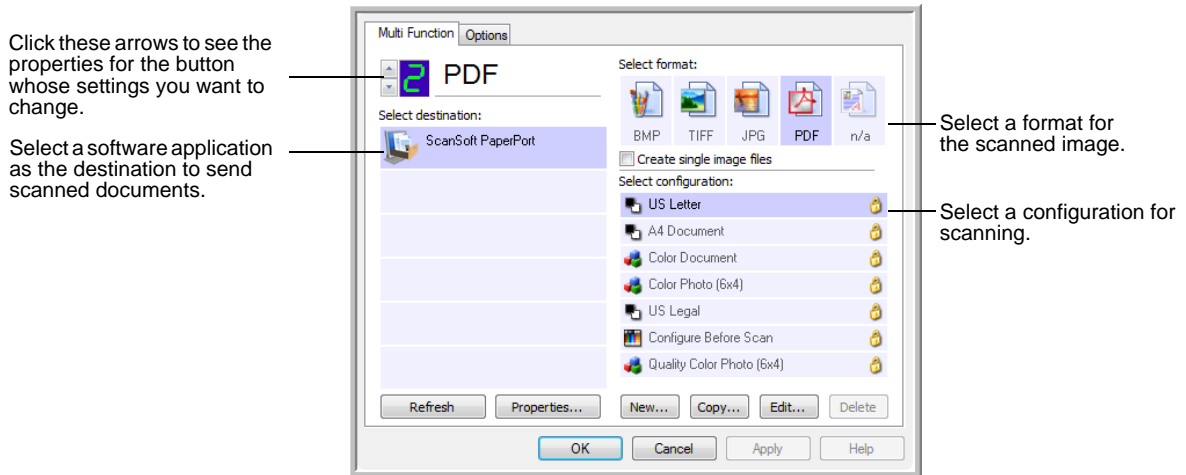 Click these arrows to see the
properties for the button
whose settings you want to
change.
Select a software application
as the destination to send
scanned documents.
Multi Function
Options
2
PDF
Select destination:
ScanSoft PaperPort
Refresh
Properties...
Select format:
BMP
TIFF
JPG
PDF
n/a
Create single image files
Select configuration:
US Letter
A4 Document
Color Document
Color Photo (6x4)
US Legal
Configure Before Scan
Quality Color Photo (6x4)
New...
Copy...
Edit...
Delete
OK
Cancel
Apply
Help
Select a format for
the scanned image.
Select a configuration for
scanning.